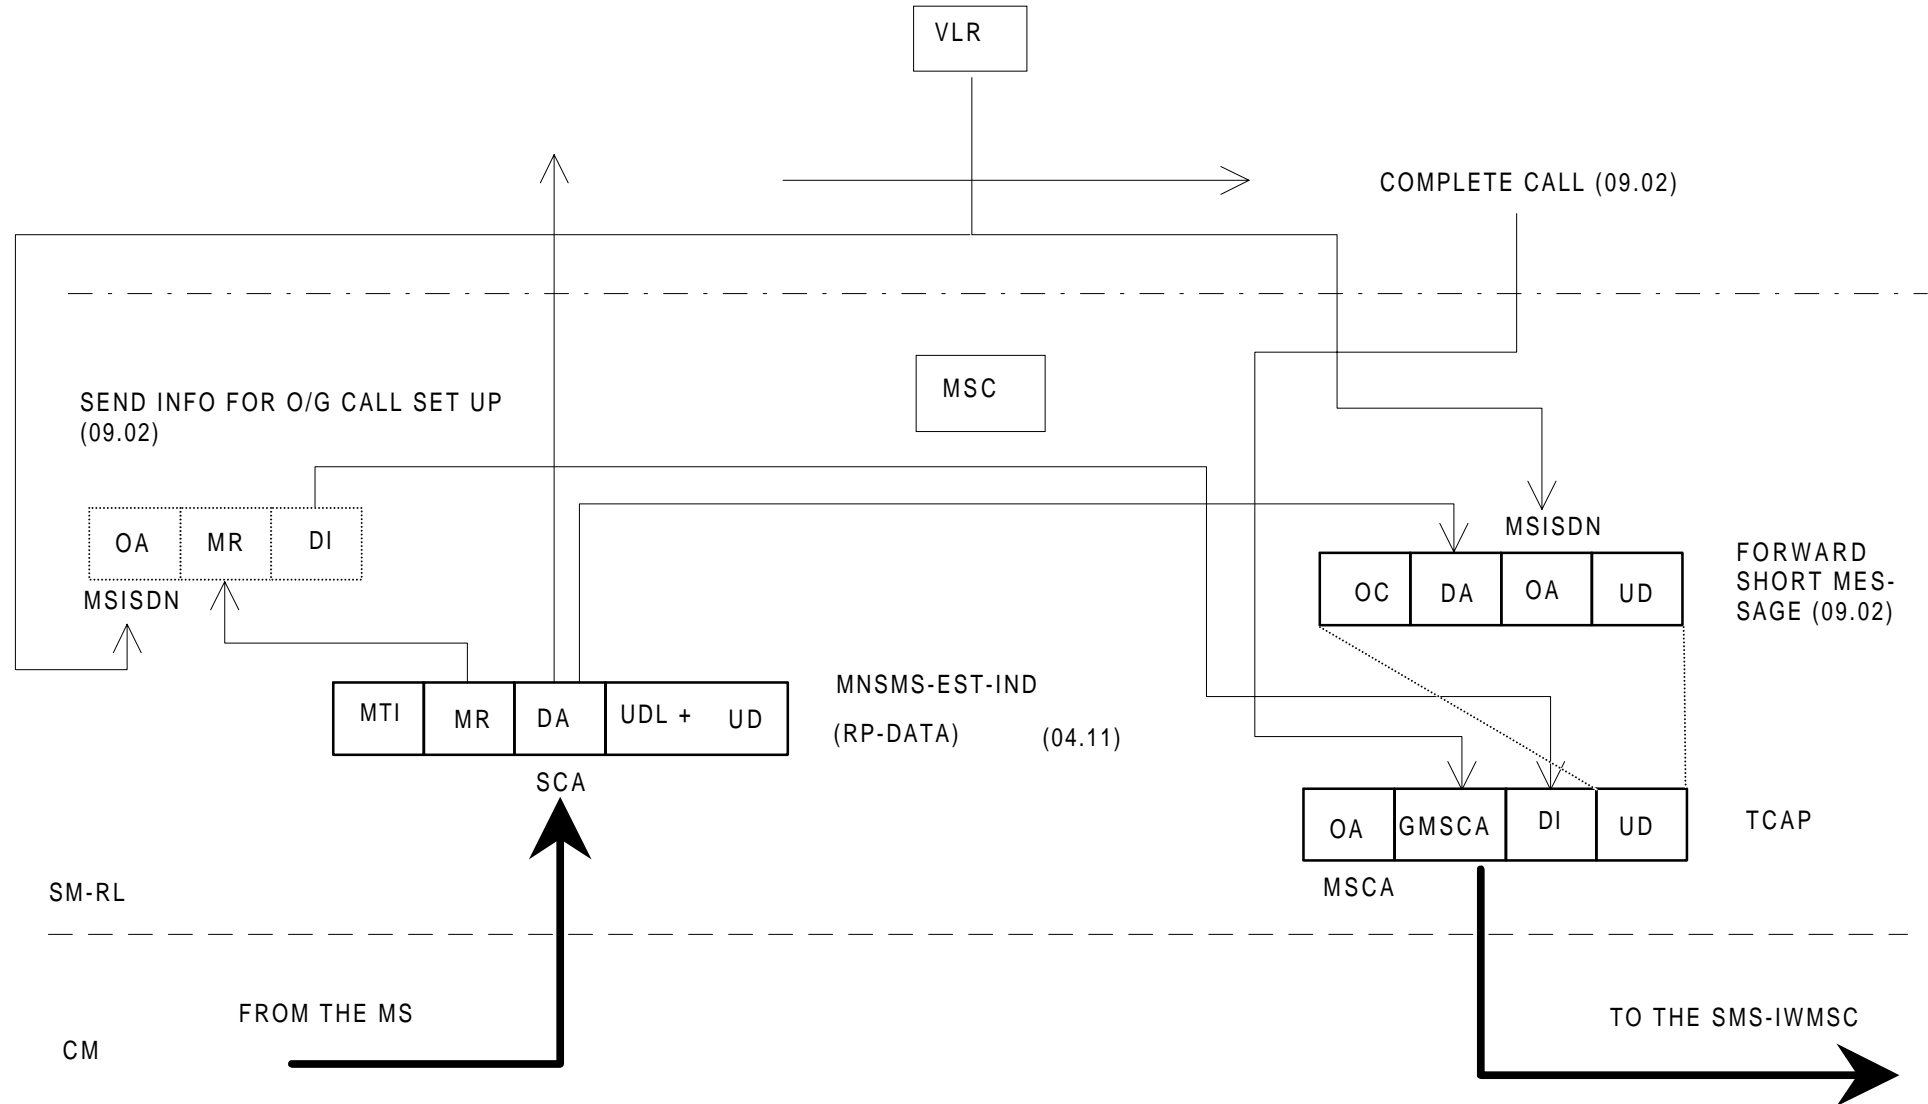 VLR
COMPLETE CALL (09.02)
MSC
SEND INFO FOR O/G CALL SET UP
(09.02)
OA
MR
DI
MSISDN
MSISDN
OC
DA
OA
UD
FORWARD
SHORT MES-
SAGE (09.02)
MTI
MR
DA
UDL + UD
MNSMS-EST-IND
(RP-DATA) (04.11)
SCA
OA
GMSCA
DI
UD
TCAP
MSCA
SM-RL
FROM THE MS
TO THE SMS-IWMSC
CM